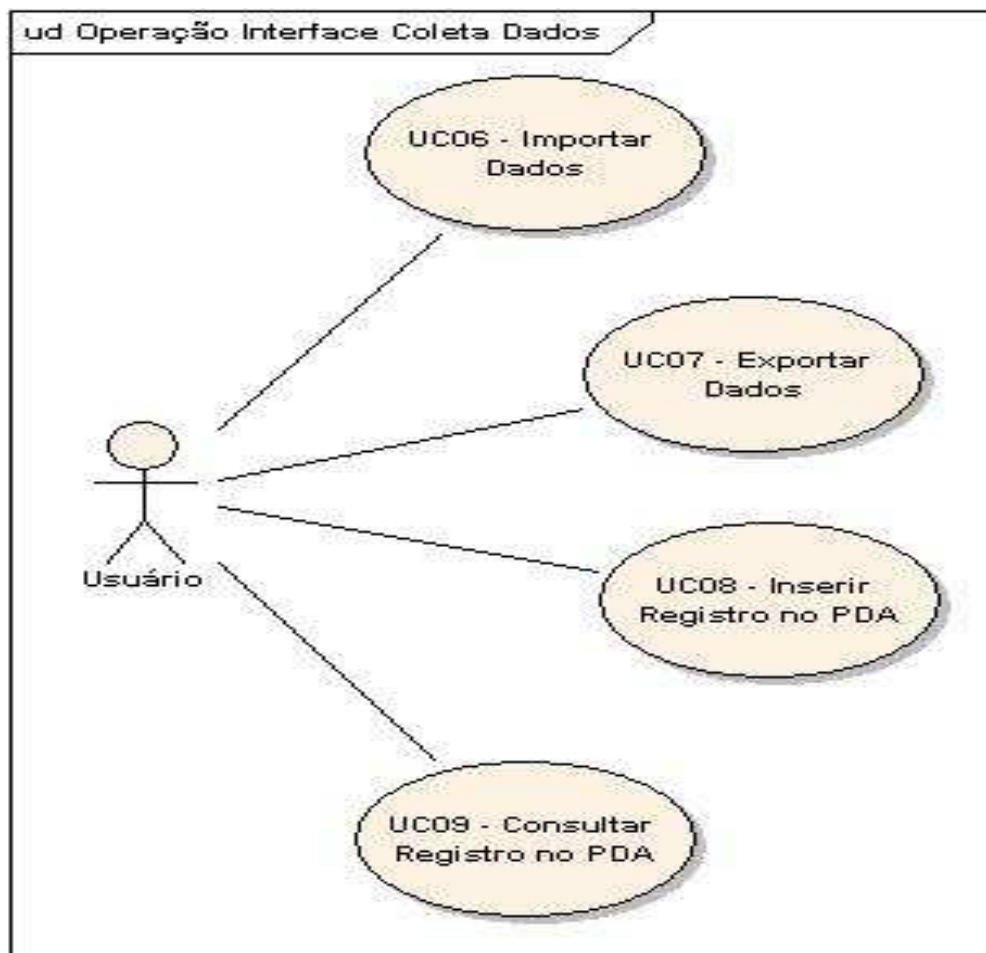 ud Operação Interface Coleta Dados
UC06 - Importar
Dados
UC07 - Exportar
Dados
Usuário
UC08 - Inserir
Registro no PDA
UC09 - Consultar
Registro no PDA